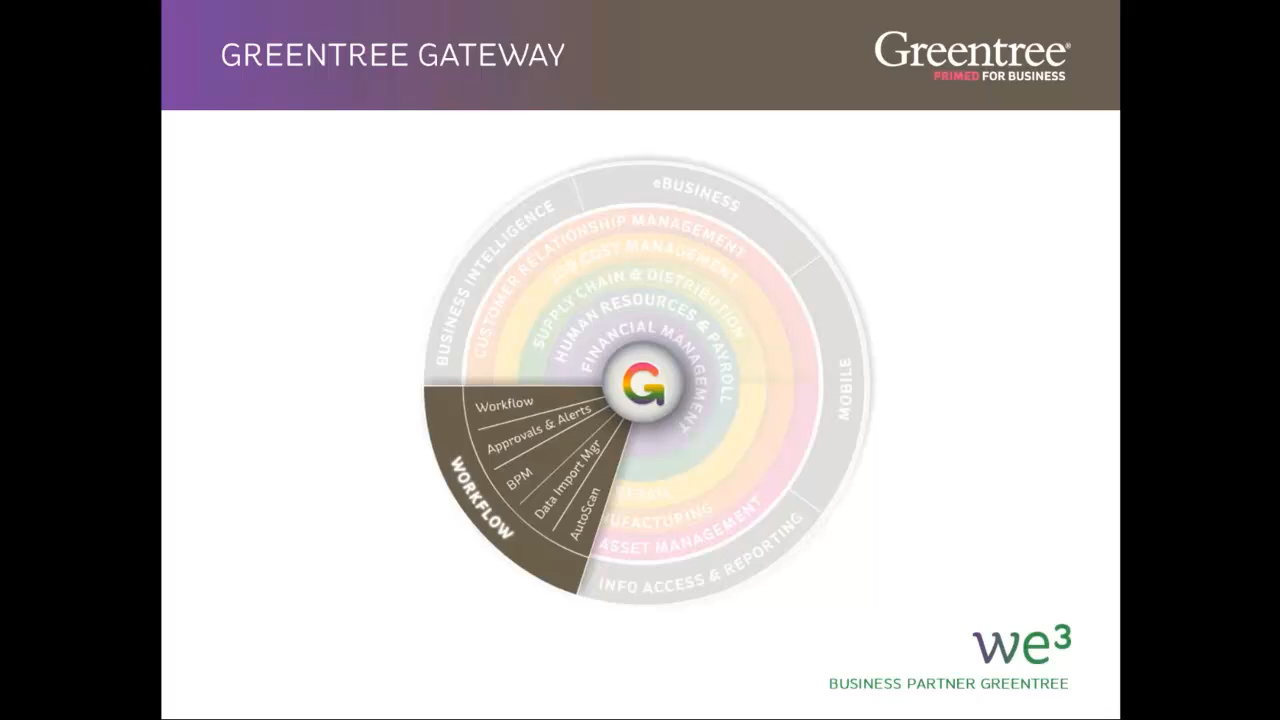 GREENTREE GATEWAY
Greentree®
PRIMED FOR BUSINESS
eBUSINESS
BUSINESS INTELLIGENCE
MOBILE
CUSTOMER RELATIONSHIP MANAGEMENT
JOB COST MANAGEMENT
SUPPLY CHAIN & DISTRIBUTION
HUMAN RESOURCES & PAYROLL
FINANCIAL MANAGEMENT
G
Workflow
Approvals & Alerts
BPM
Data Import Mgr
AutoScan
WORKFLOW
UFACTURING
ASSET MANAGEMENT
INFO ACCESS & REPORTING
we³
BUSINESS PARTNER GREENTREE